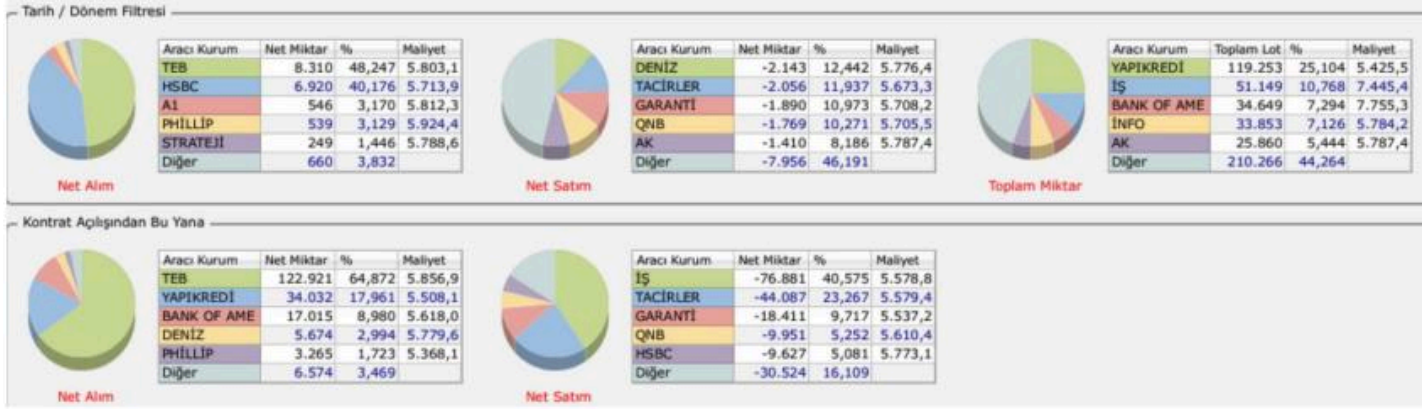 Tarih / Dönem Filtresi
Aracı Kurum Net Miktar % Maliyet
TEB 8.310 48,247 5.803,1
HSBC 6.920 40,176 5.713,9
A1 546 3,170 5.812,3
PHİLLİP 539 3,129 5.924,4
STRATEJİ 249 1,446 5.788,6
Diğer 660 3,832
Net Alım
Aracı Kurum Net Miktar % Maliyet
DENİZ -2.143 12,442 5.776,4
TACİRLER -2.056 11,937 5.673,3
GARANTİ -1.890 10,973 5.708,2
QNB -1.769 10,271 5.705,5
AK -1.410 8,186 5.787,4
Diğer -7.956 46,191
Net Satım
Aracı Kurum Toplam Lot % Maliyet
YAPIKREDİ 119.253 25,104 5.425,5
İŞ 51.149 10,768 7.445,4
BANK OF AME 34.649 7,294 7.755,3
İNFO 33.853 7,126 5.784,2
AK 25.860 5,444 5.787,4
Diğer 210.266 44,264
Toplam Miktar
Kontrat Açılışından Bu Yana
Aracı Kurum Net Miktar % Maliyet
TEB 122.921 64,872 5.856,9
YAPIKREDİ 34.032 17,961 5.508,1
BANK OF AME 17.015 8,980 5.618,0
DENİZ 5.674 2,994 5.779,6
PHİLLİP 3.265 1,723 5.368,1
Diğer 6.574 3,469
Net Alım
Aracı Kurum Net Miktar % Maliyet
İŞ -76.881 40,575 5.578,8
TACİRLER -44.087 23,267 5.579,4
GARANTİ -18.411 9,717 5.537,2
QNB -9.951 5,252 5.610,4
HSBC -9.627 5,081 5.773,1
Diğer -30.524 16,109
Net Satım